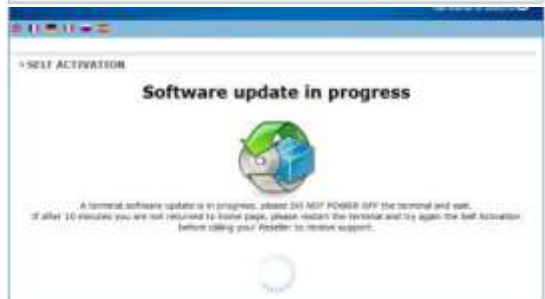 SELF ACTIVATION
Software update in progress
A terminal software update is in progress, please DO NOT POWER OFF the terminal and wait.
If after 10 minutes you are not returned to home page, please restart the terminal and try again the Self Activation
before calling your Reseller to receive support.